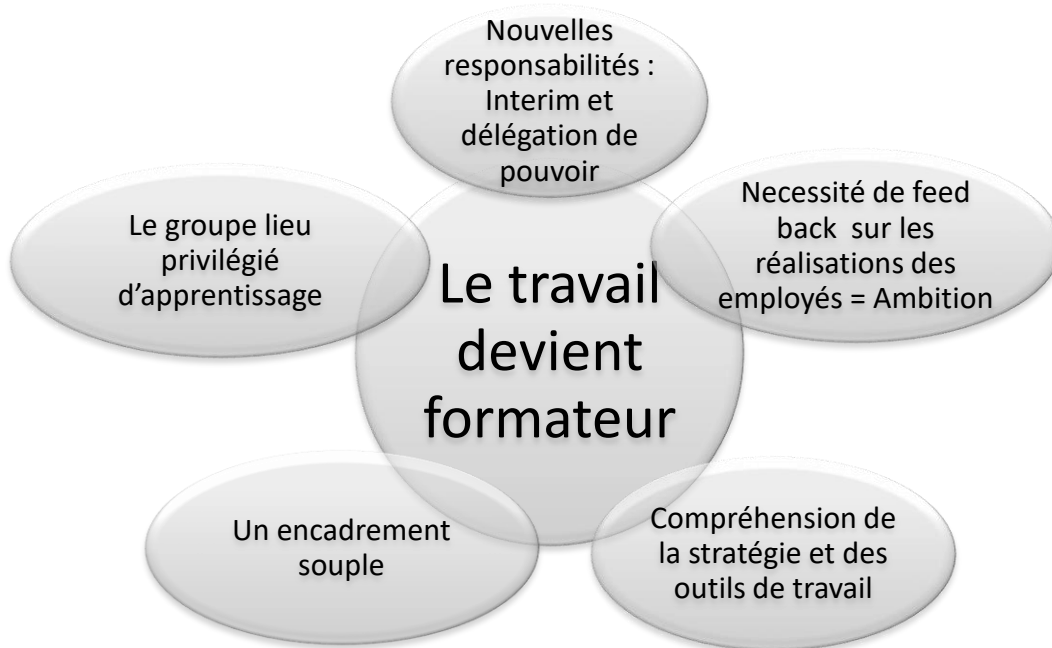 Nouvelles
responsabilités :
Interim et
délégation de
pouvoir
Necessité de feed
back sur les
réalisations des
employés = Ambition
Le groupe lieu
privilégié
d’apprentissage
Le travail
devient
formateur
Un encadrement
souple
Compréhension de
la stratégie et des
outils de travail